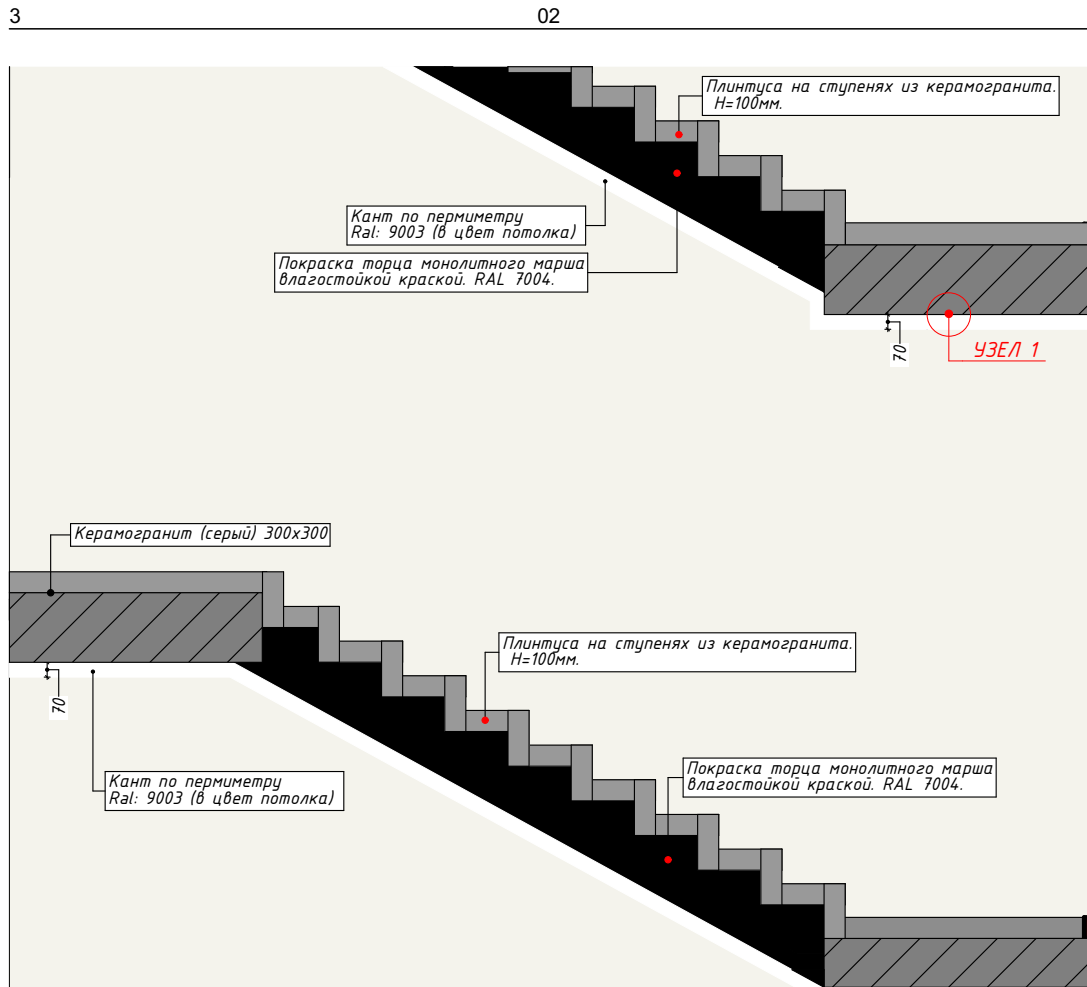 3
02
Плинтуса на ступенях из керамогранита.
Н=100мм.
Кант по пермиметру
Ral: 9003 (в цвет потолка)
Покраска торца монолитного марша
влагостойкой краской. RAL 7004.
70
УЗЕЛ 1
Керамогранит (серый) 300х300
Плинтуса на ступенях из керамогранита.
Н=100мм.
70
Покраска торца монолитного марша
влагостойкой краской. RAL 7004.
Кант по пермиметру
Ral: 9003 (в цвет потолка)